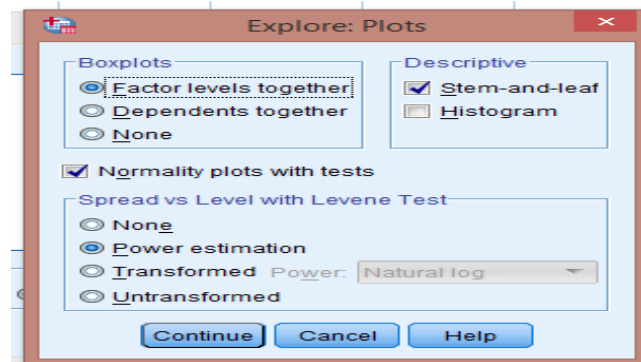 Explore: Plots
Boxplots
Factor levels together
Dependents together
None
Descriptive
Stem-and-leaf
Histogram
Normality plots with tests
Spread vs Level with Levene Test
None
Power estimation
Transformed Power: Natural log
Untransformed
Continue Cancel Help